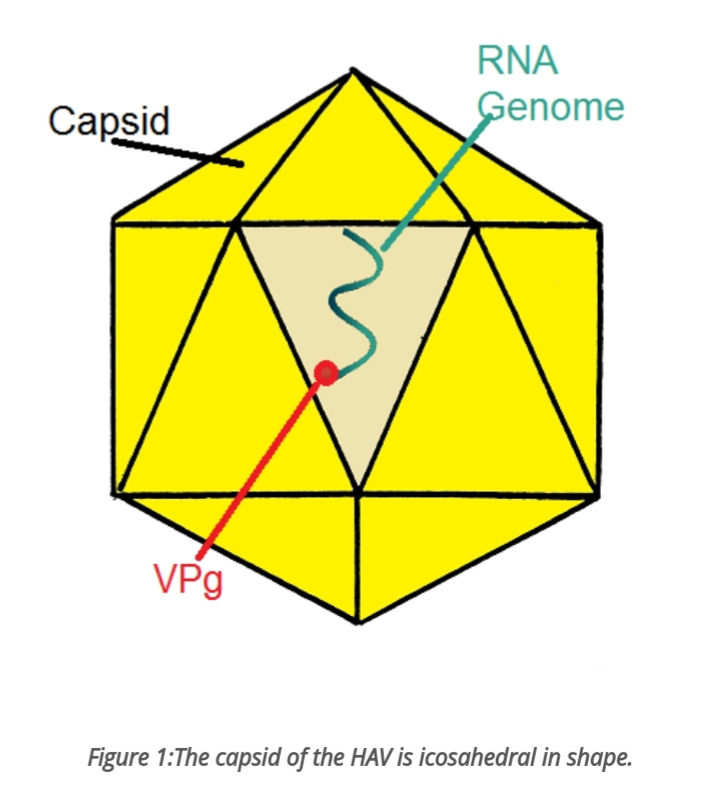 RNA
Genome
Capsid
VPg
Figure 1:The capsid of the HAV is icosahedral in shape.